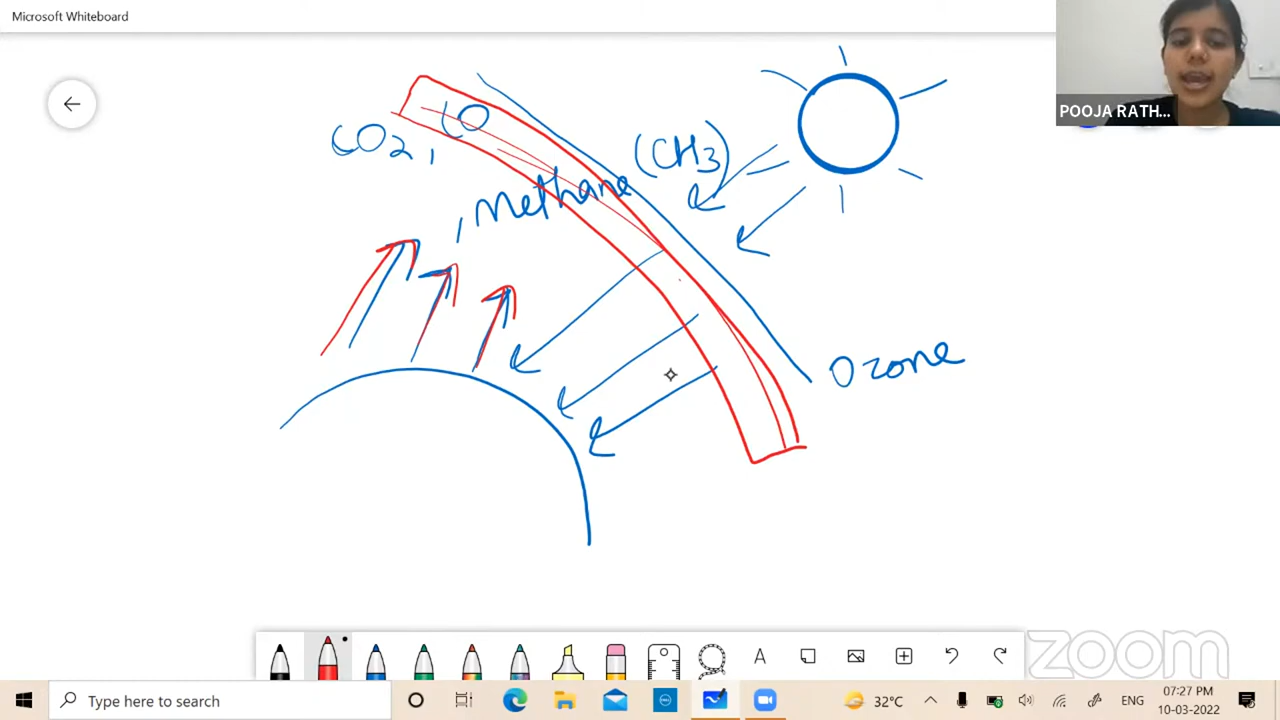 Microsoft Whiteboard
POOJA RATH...
CO2, CO
(CH3)
, Methane
Ozone
A
zoom
Type here to search
32°C
ENG
07:27 PM
10-03-2022